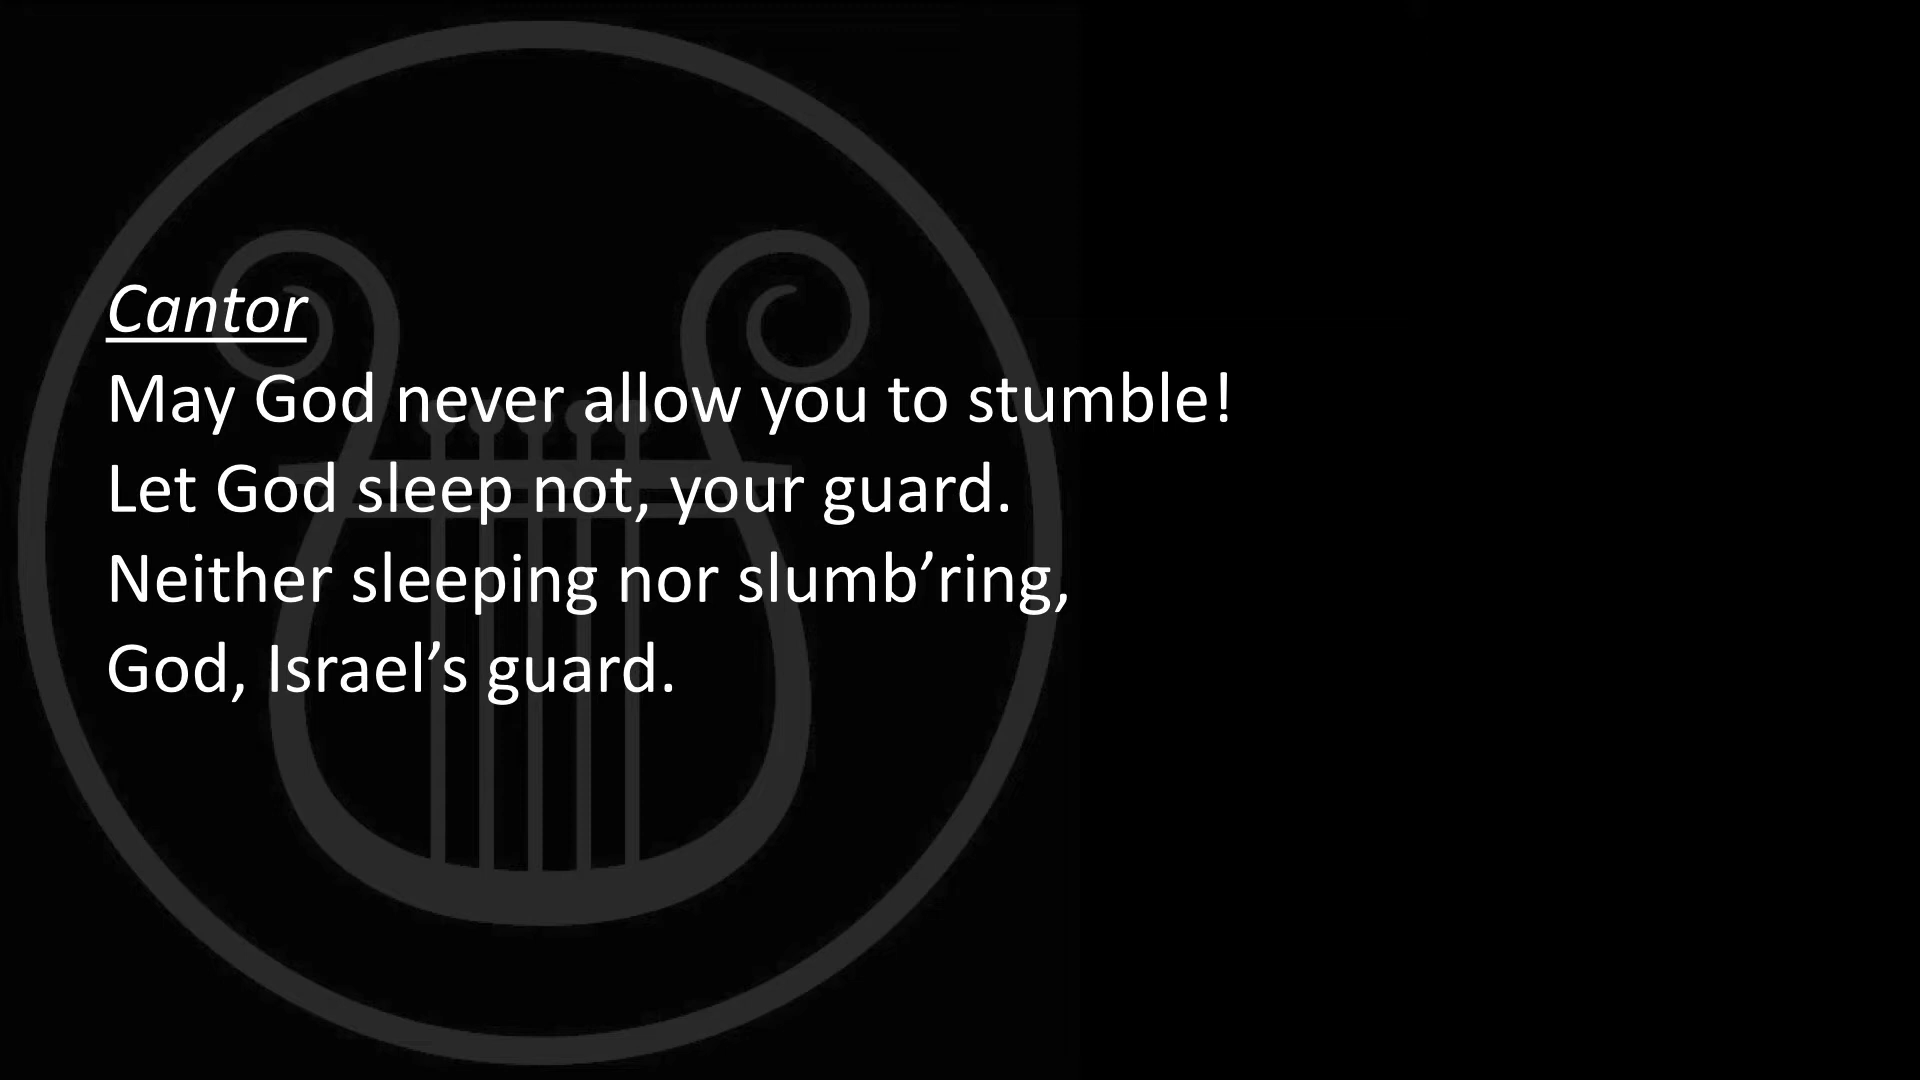 Cantor
May God never allow you to stumble!
Let God sleep not, your guard.
Neither sleeping nor slumb’ring,
God, Israel’s guard.